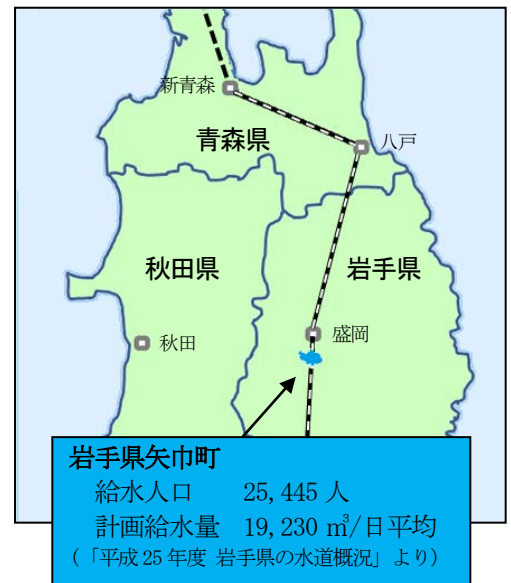 新青森
八戸
青森県
秋田県
岩手県
秋田
盛岡
岩手県矢巾町
給水人口 25,445 人
計画給水量 19,230 ㎥/日平均
(「平成 25 年度 岩手県の水道概況」より)